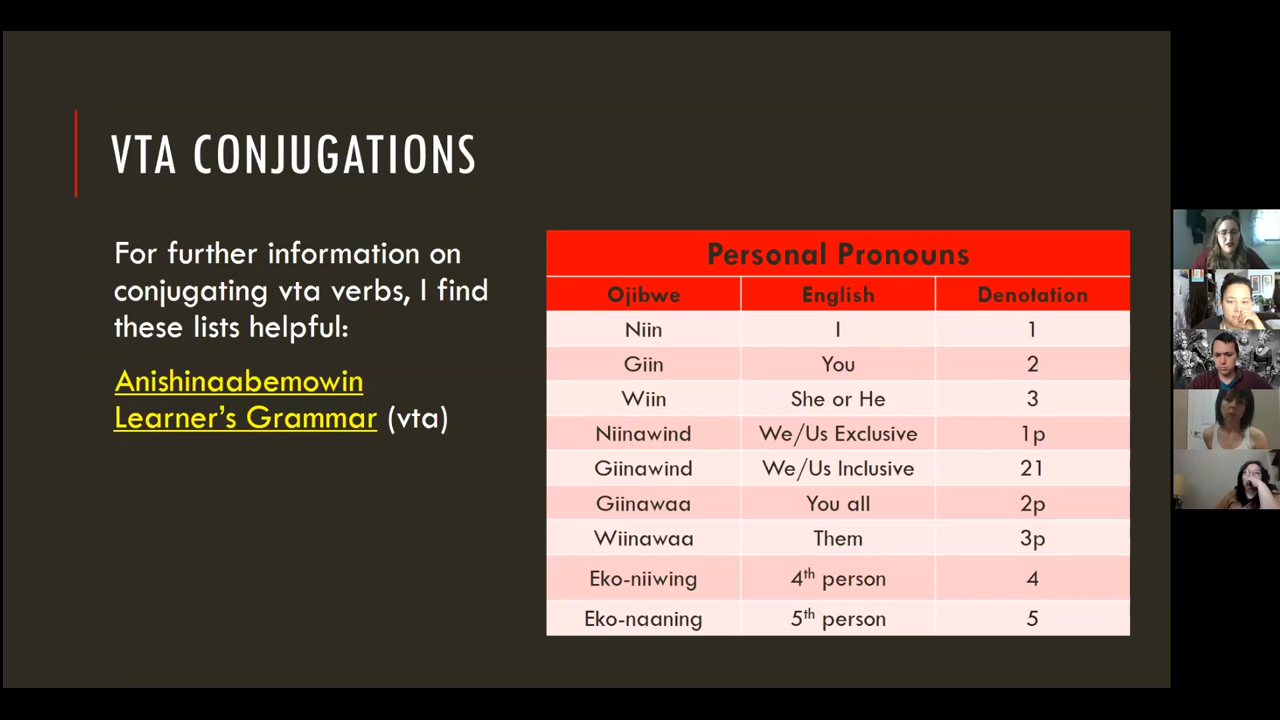 VTA CONJUGATIONS
For further information on
conjugating vta verbs, I find
these lists helpful:
Anishinaabemowin
Learner's Grammar (vta)
Personal Pronouns
Ojibwe English Denotation
Niin I 1
Giin You 2
Wiin She or He 3
Niinawind We/Us Exclusive 1p
Giinawind We/Us Inclusive 21
Giinawaa You all 2p
Wiinawaa Them 3p
Eko-niiwing 4th person 4
Eko-naaning 5th person 5